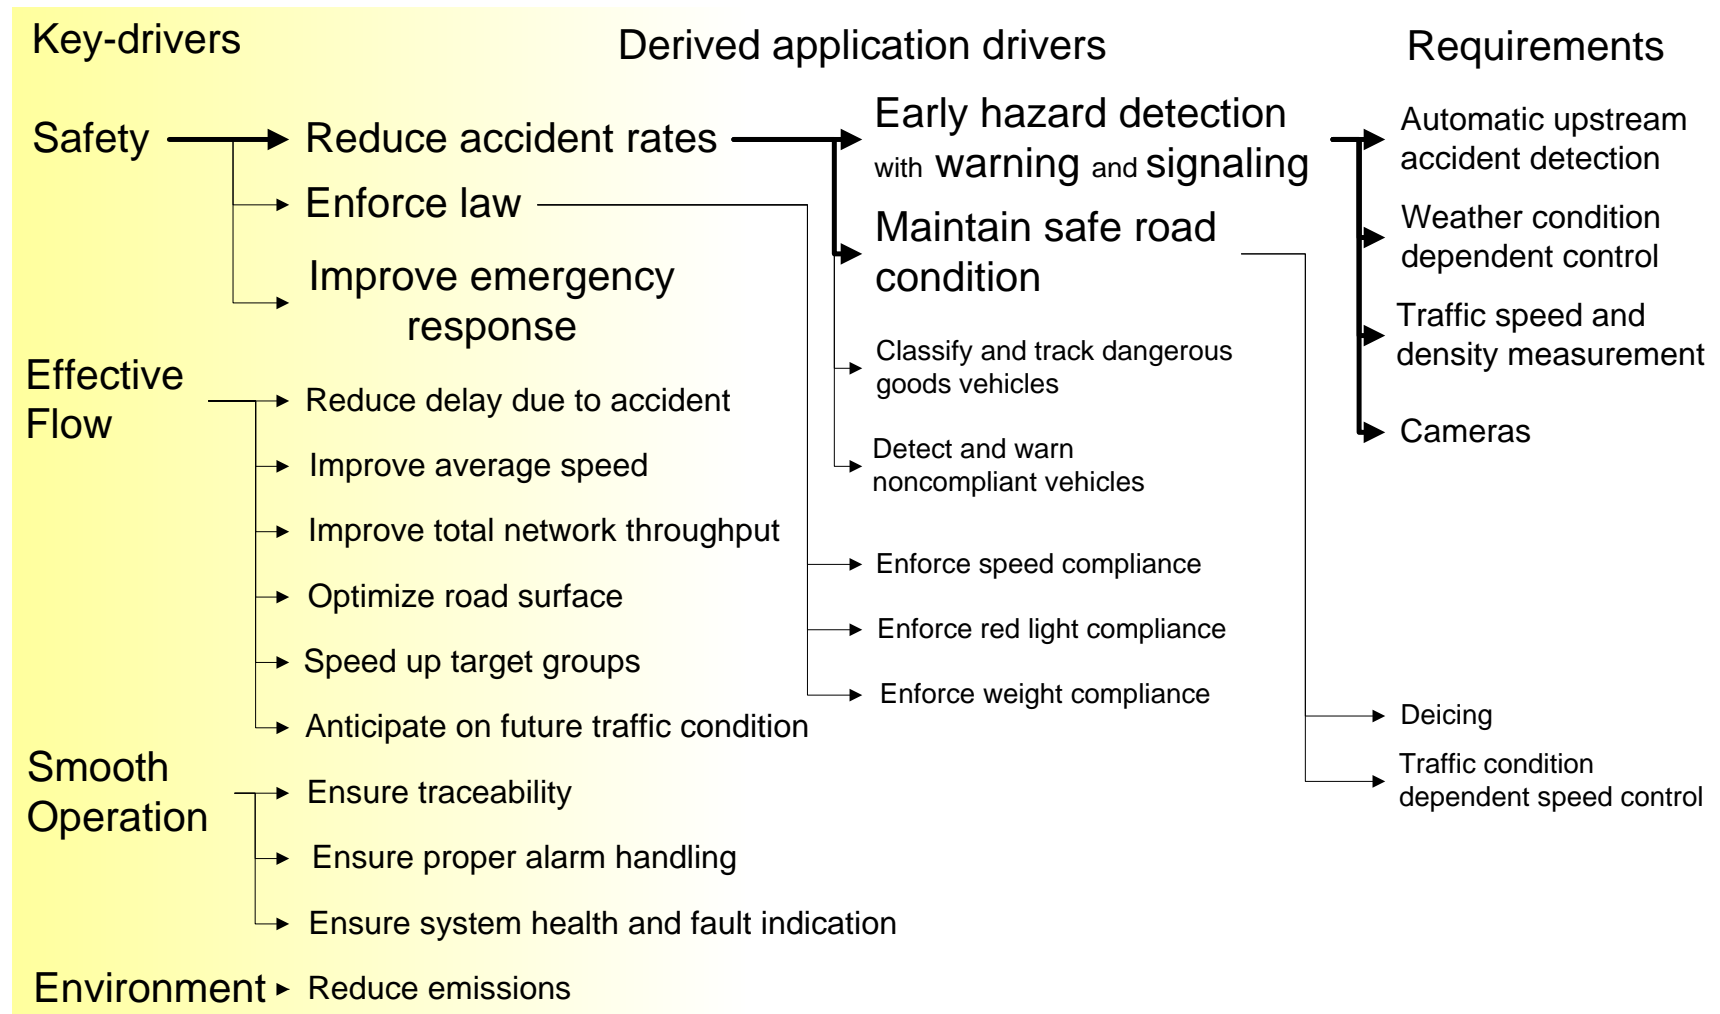 Key-drivers
Derived application drivers
Requirements
Safety
Reduce accident rates
Enforce law
Improve emergency
response
Early hazard detection
with warning and signaling
Maintain safe road
condition
Classify and track dangerous
goods vehicles
Detect and warn
noncompliant vehicles
Enforce speed compliance
Enforce red light compliance
Enforce weight compliance
Automatic upstream
accident detection
Weather condition
dependent control
Traffic speed and
density measurement
Cameras
Deicing
Traffic condition
dependent speed control
Effective
Flow
Reduce delay due to accident
Improve average speed
Improve total network throughput
Optimize road surface
Speed up target groups
Anticipate on future traffic condition
Smooth
Operation
Ensure traceability
Ensure proper alarm handling
Ensure system health and fault indication
Environment
Reduce emissions